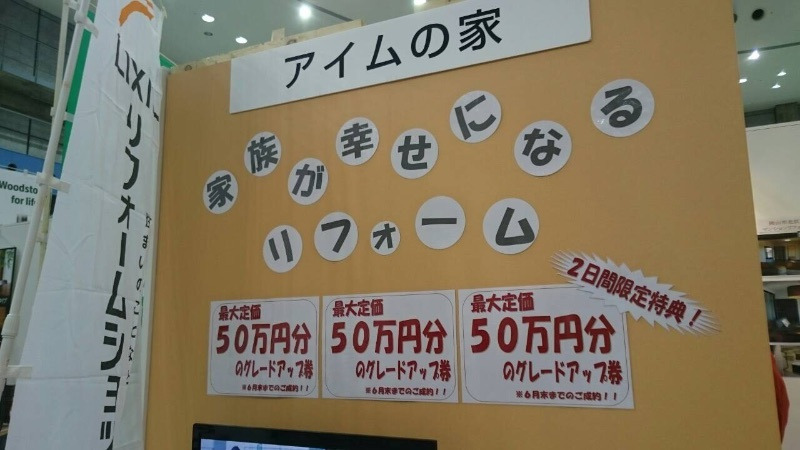 アイムの家
家族が幸せになる
リフォーム
2日間限定特典!
最大定価
50万円分
のグレードアップ券
※6月末までのご成約!!
最大定価
50万円分
のグレードアップ券
※6月末までのご成約!!
最大定価
50万円分
のグレードアップ券
※6月末までのご成約!!
LIXIL
リフォームショッ
Woodsto
for life